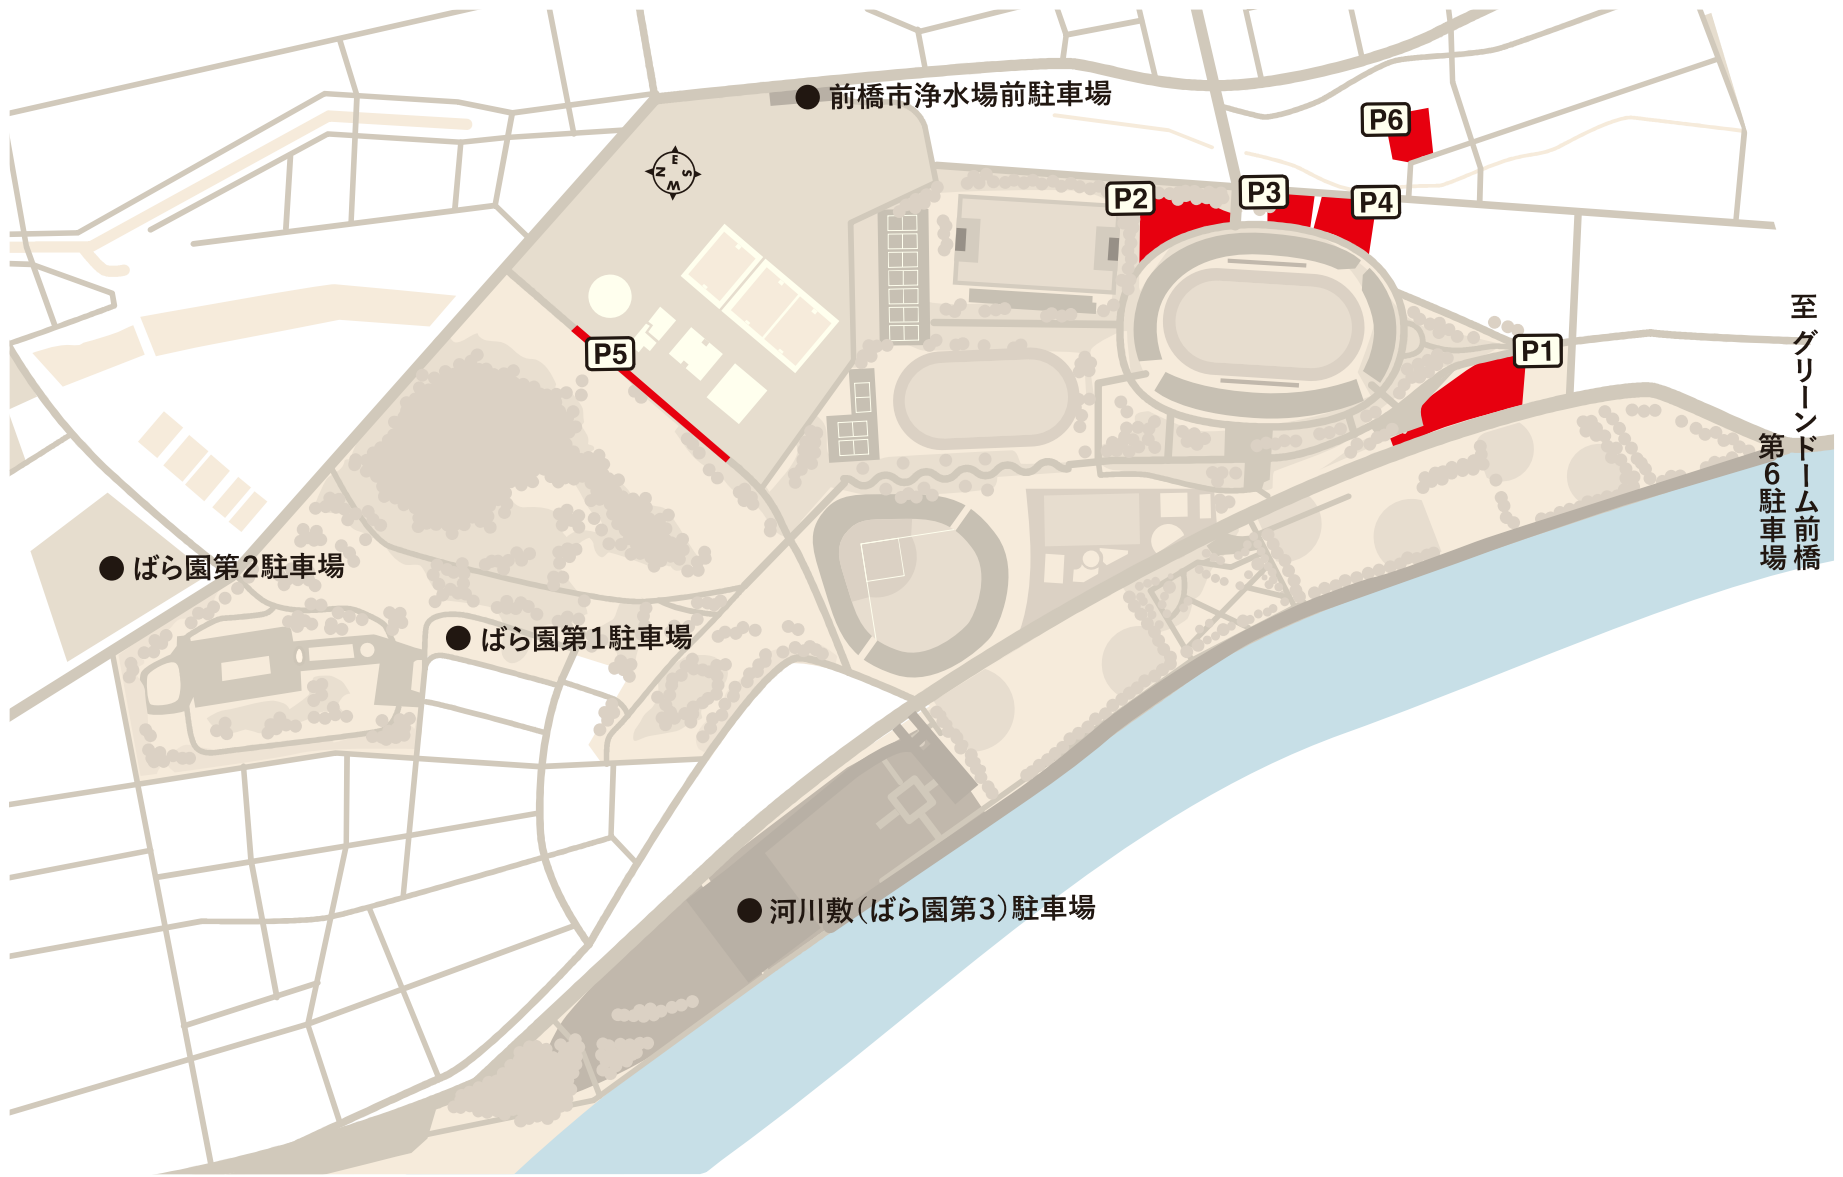 前橋市浄水場前駐車場
P6
E
N
S
W
P2
P3
P4
至 グリーンドーム前橋
第6駐車場
P5
P1
ばら園第2駐車場
ばら園第1駐車場
河川敷(ばら園第3)駐車場